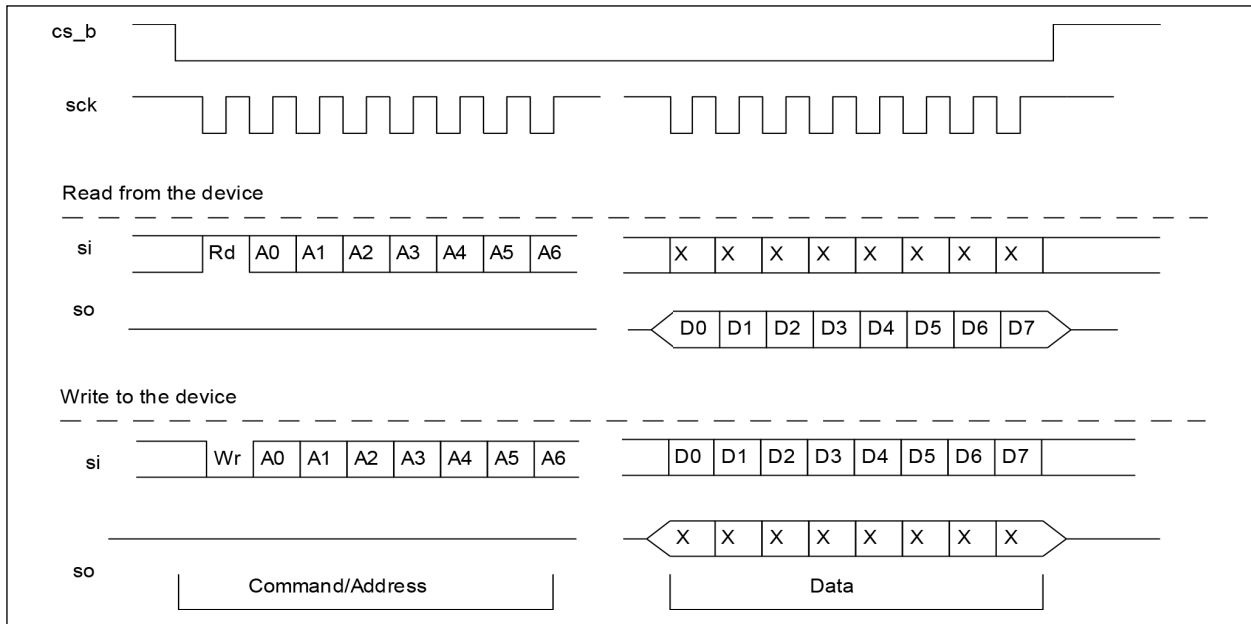 cs_b
sck
Read from the device
si Rd A0 A1 A2 A3 A4 A5 A6 X X X X X X X X
so D0 D1 D2 D3 D4 D5 D6 D7
Write to the device
si Wr A0 A1 A2 A3 A4 A5 A6 D0 D1 D2 D3 D4 D5 D6 D7
so X X X X X X X X
Command/Address Data